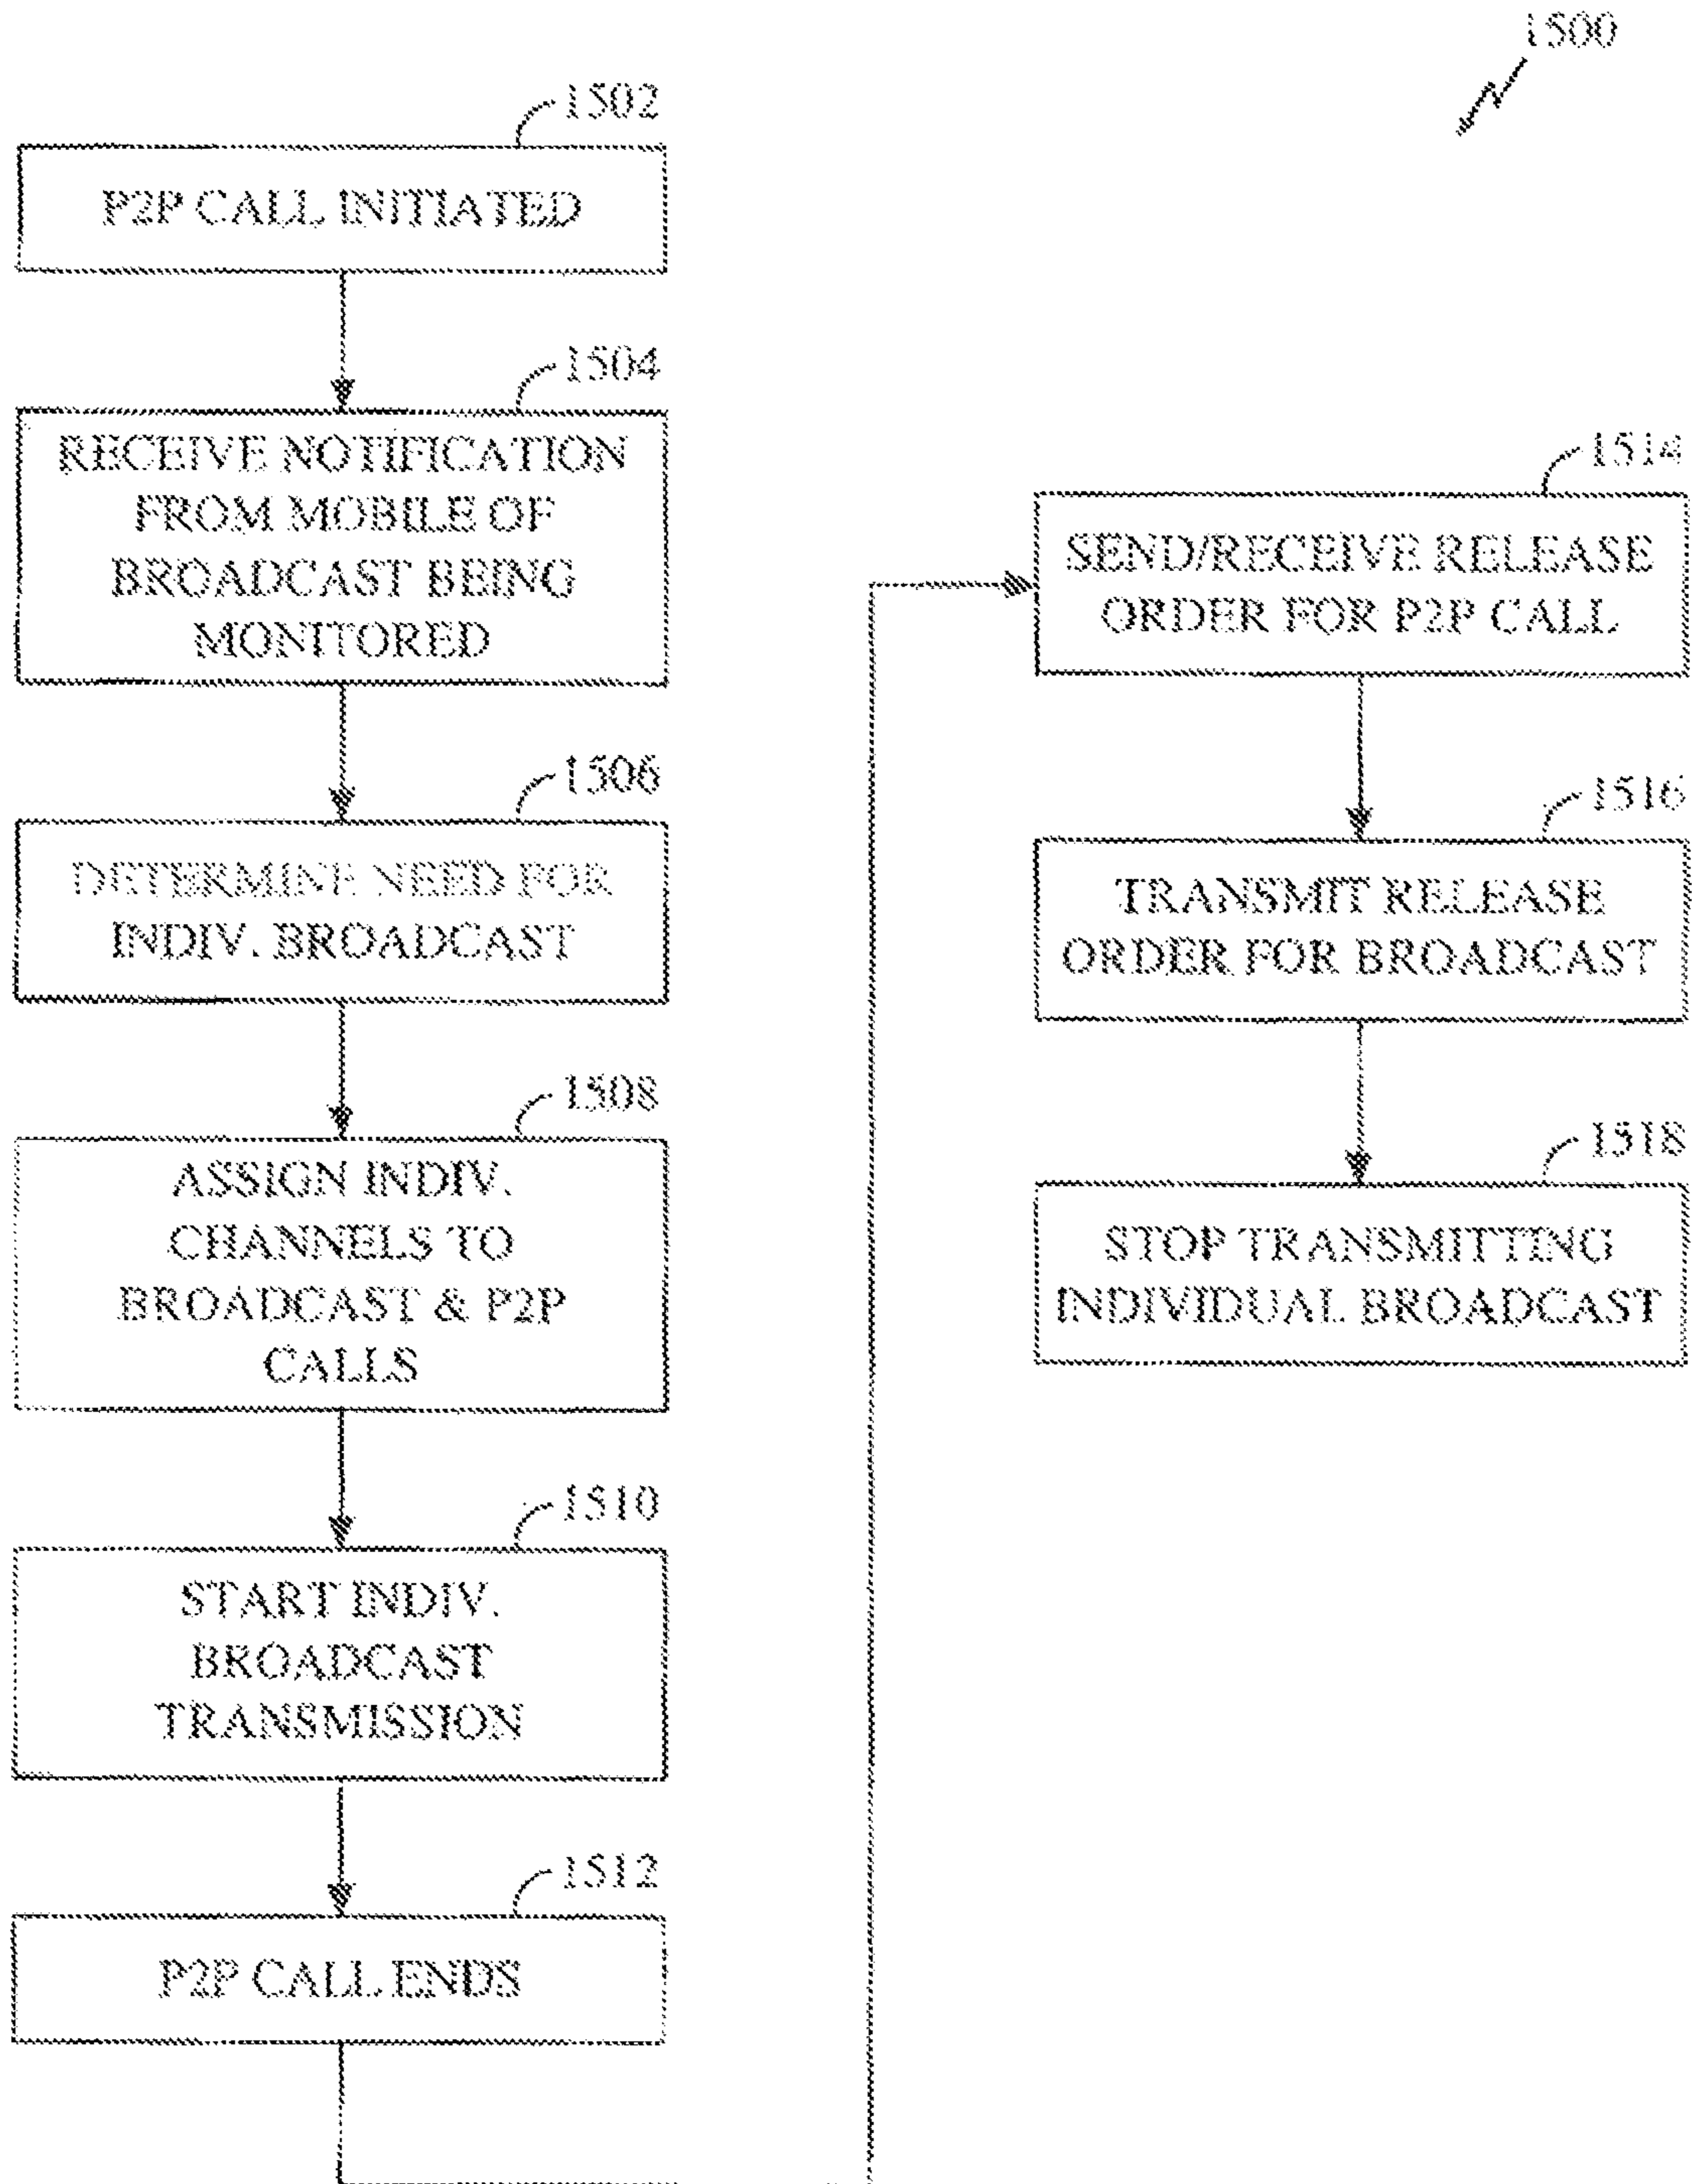 1500
1502
P2P CALL INITIATED
1504
RECEIVE NOTIFICATION
FROM MOBILE OF
BROADCAST BEING
MONITORED
1506
DETERMINE NEED FOR
INDIV. BROADCAST
1508
ASSIGN INDIV.
CHANNELS TO
BROADCAST & P2P
CALLS
1510
START INDIV.
BROADCAST
TRANSMISSION
1512
P2P CALL ENDS
1514
SEND/RECEIVE RELEASE
ORDER FOR P2P CALL
1516
TRANSMIT RELEASE
ORDER FOR BROADCAST
1518
STOP TRANSMITTING
INDIVIDUAL BROADCAST